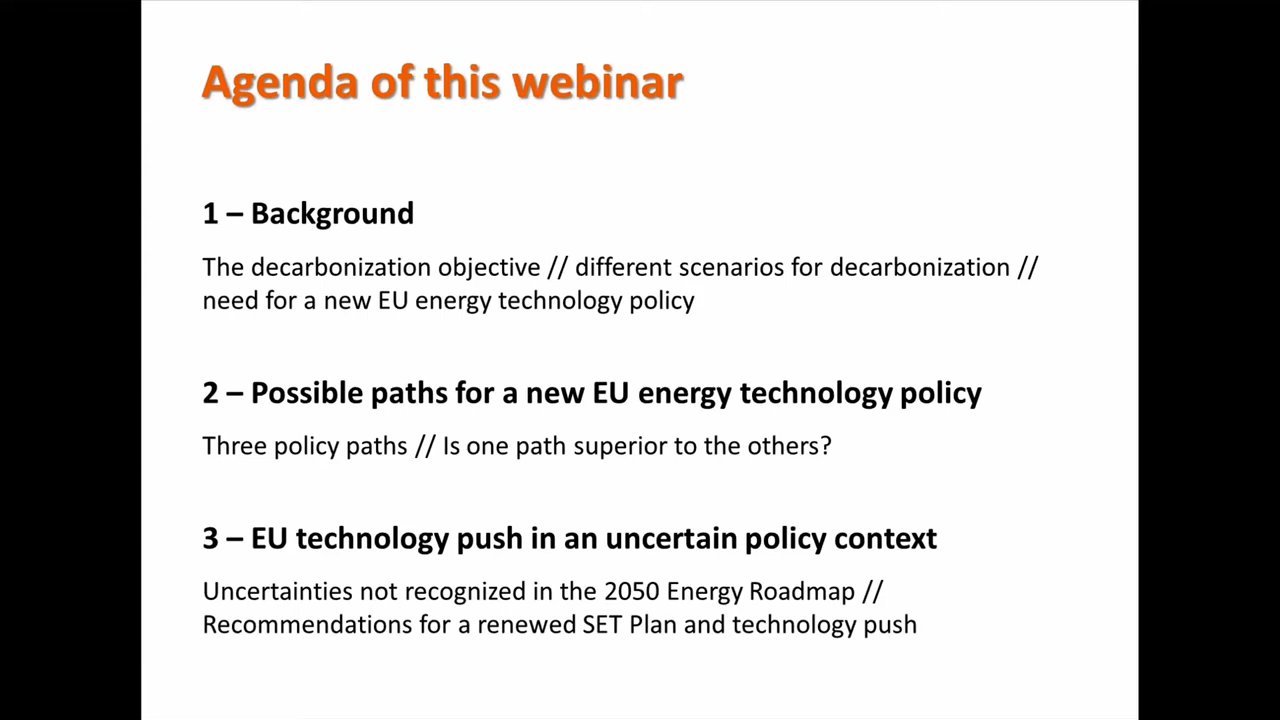 Agenda of this webinar
1 – Background
The decarbonization objective // different scenarios for decarbonization //
need for a new EU energy technology policy
2 – Possible paths for a new EU energy technology policy
Three policy paths // Is one path superior to the others?
3 – EU technology push in an uncertain policy context
Uncertainties not recognized in the 2050 Energy Roadmap //
Recommendations for a renewed SET Plan and technology push